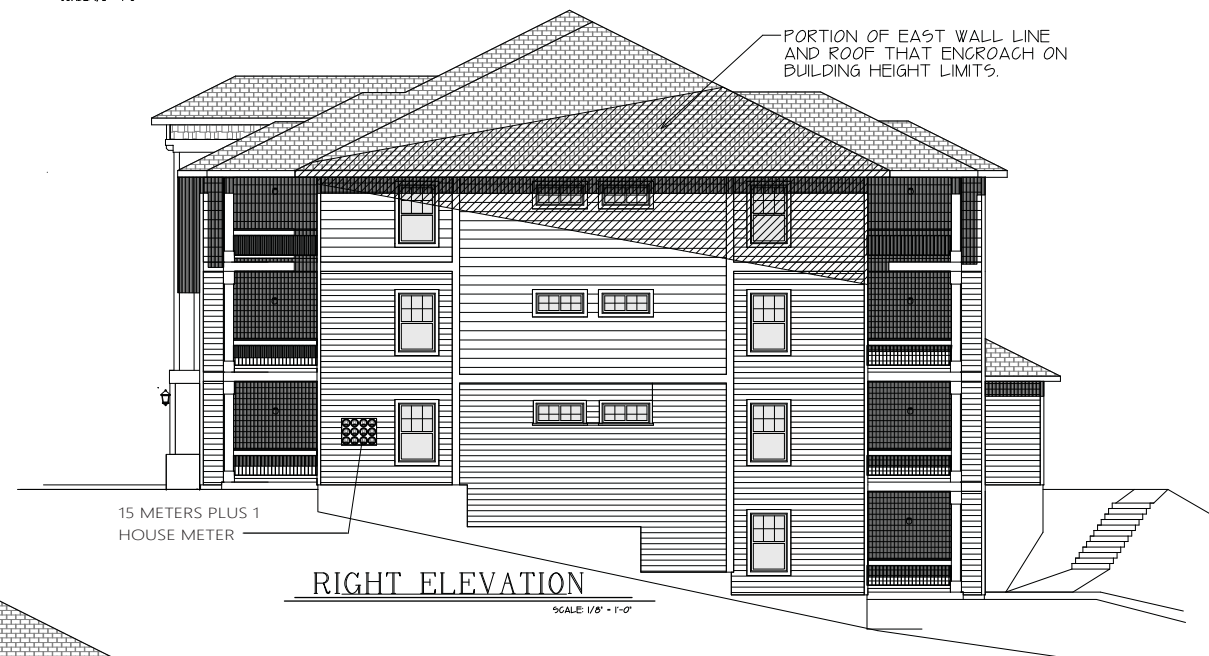 PORTION OF EAST WALL LINE
AND ROOF THAT ENCROACH ON
BUILDING HEIGHT LIMITS.
15 METERS PLUS 1
HOUSE METER
RIGHT ELEVATION
SCALE: 1/8" = 1'-0"